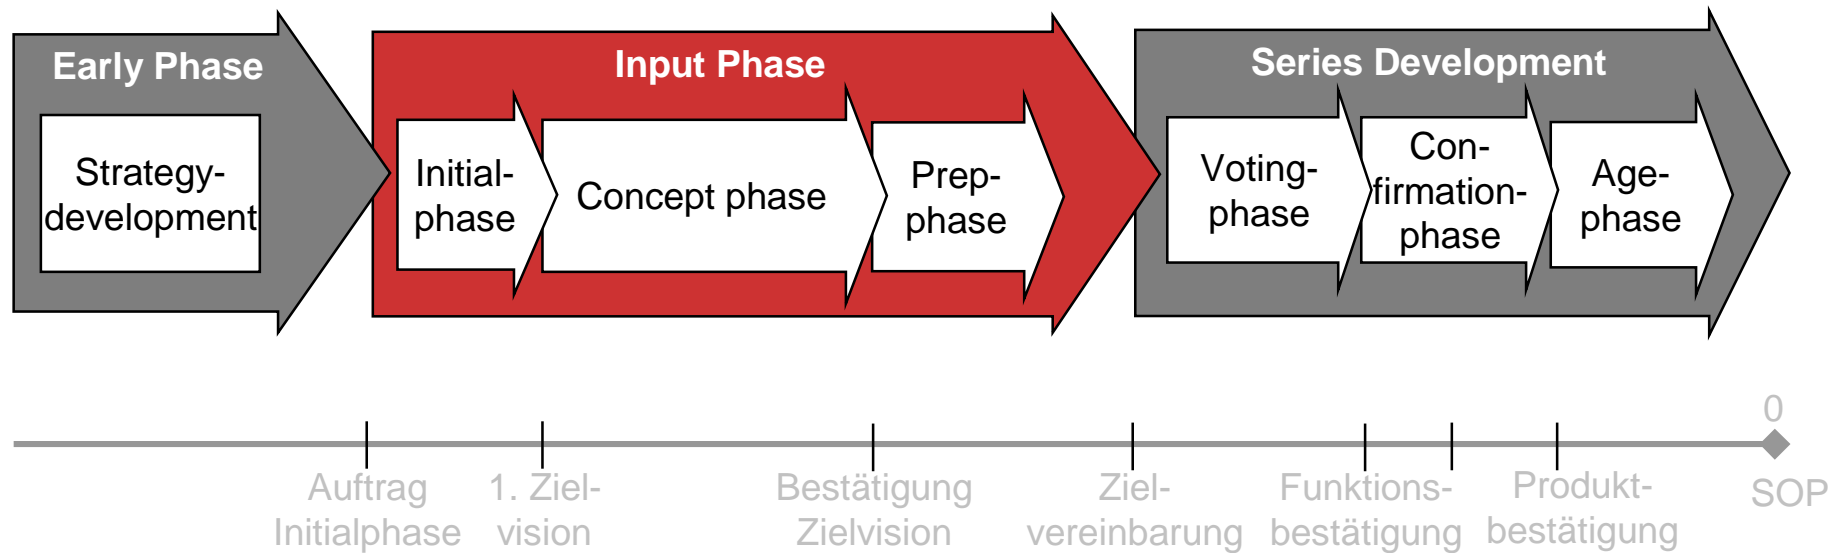 Early Phase
Input Phase
Series Development
Strategy-
development
Initial-
phase
Concept phase
Prep-
phase
Voting-
phase
Con-
firmation-
phase
Age-
phase
0
Auftrag
Initialphase
1. Ziel-
vision
Bestätigung
Zielvision
Ziel-
vereinbarung
Funktions-
bestätigung
Produkt-
bestätigung
SOP